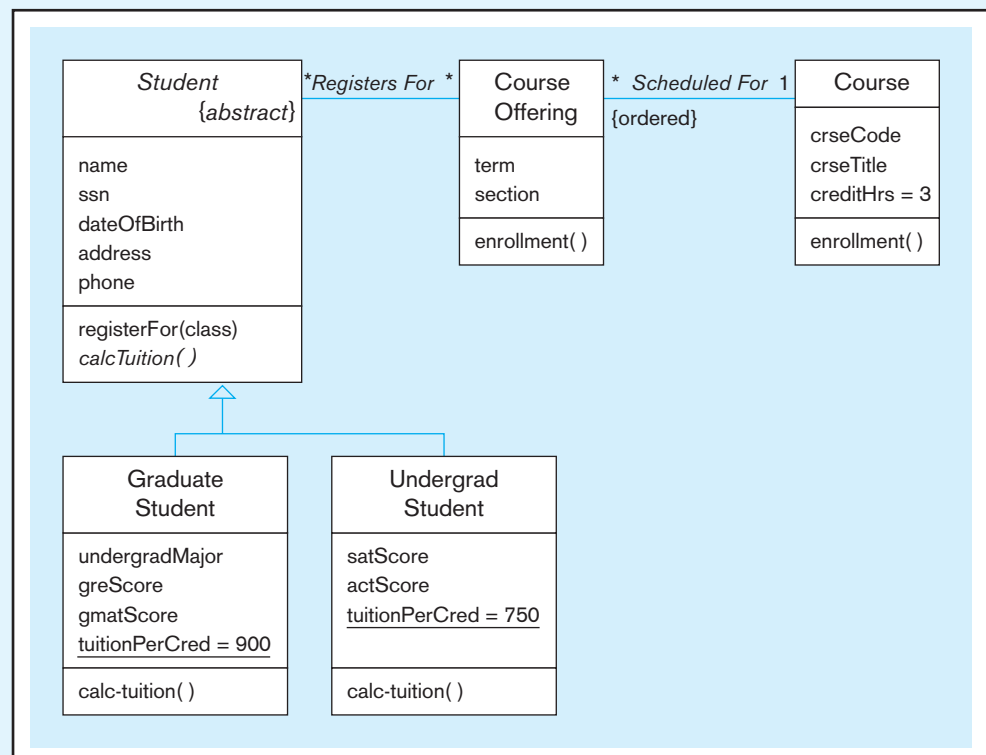 Student
{abstract}
name
ssn
dateOfBirth
address
phone
registerFor(class)
calcTuition( )
*Registers For *
Course
Offering
term
section
enrollment( )
* Scheduled For 1
{ordered}
Course
crseCode
crseTitle
creditHrs = 3
enrollment( )
Graduate
Student
undergradMajor
greScore
gmatScore
tuitionPerCred = 900
calc-tuition( )
Undergrad
Student
satScore
actScore
tuitionPerCred = 750
calc-tuition( )